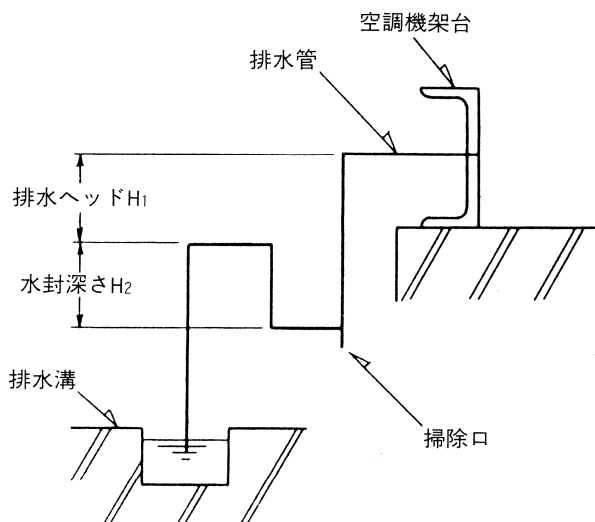 空調機架台
排水管
排水ヘッドH₁
水封深さH₂
排水溝
掃除口